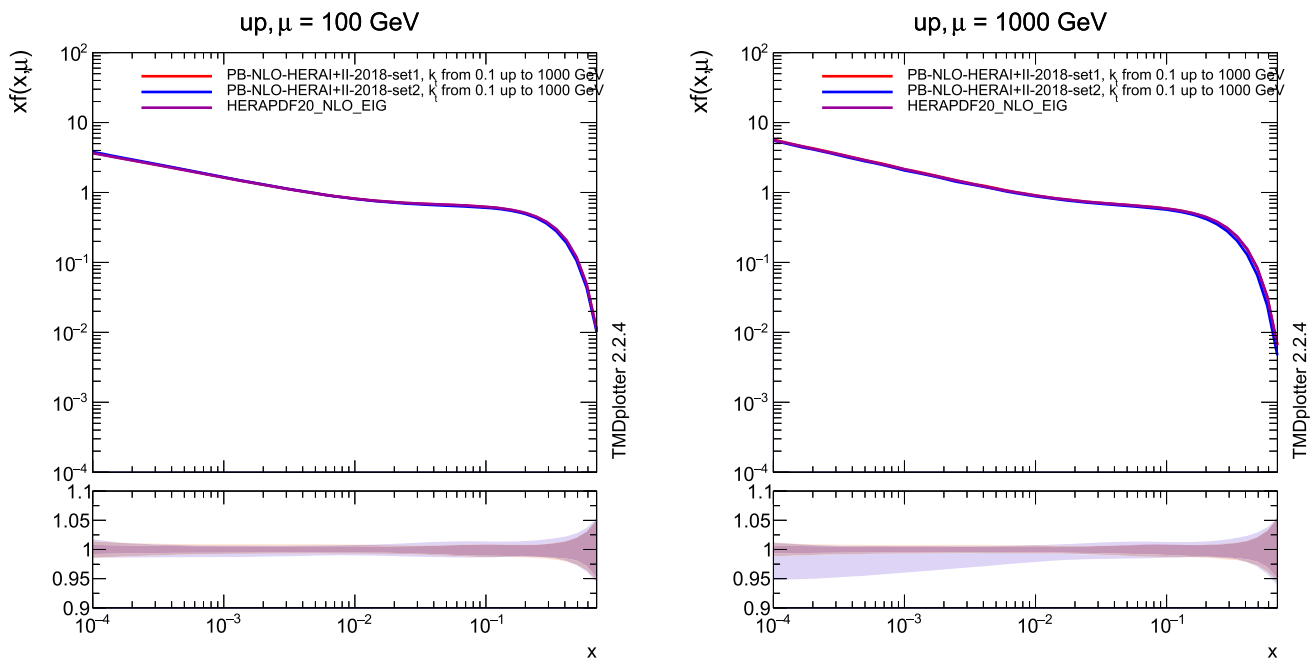 up, μ = 100 GeV
xf(x,μ)
10²
10
1
10⁻¹
10⁻²
10⁻³
10⁻⁴
PB-NLO-HERAI+II-2018-set1, kₜ from 0.1 up to 1000 GeV
PB-NLO-HERAI+II-2018-set2, kₜ from 0.1 up to 1000 GeV
HERAPDF20_NLO_EIG
TMDplotter 2.2.4
1.1
1.05
1
0.95
0.9
10⁻⁴ 10⁻³ 10⁻² 10⁻¹
x
up, μ = 1000 GeV
xf(x,μ)
10²
10
1
10⁻¹
10⁻²
10⁻³
10⁻⁴
PB-NLO-HERAI+II-2018-set1, kₜ from 0.1 up to 1000 GeV
PB-NLO-HERAI+II-2018-set2, kₜ from 0.1 up to 1000 GeV
HERAPDF20_NLO_EIG
TMDplotter 2.2.4
1.1
1.05
1
0.95
0.9
10⁻⁴ 10⁻³ 10⁻² 10⁻¹
x